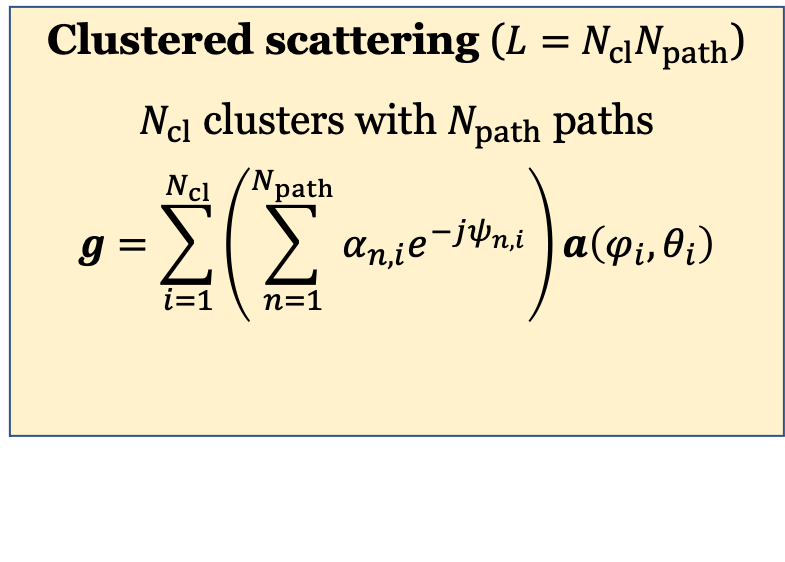 Clustered scattering (L = N_cl N_path)
N_cl clusters with N_path paths
g = ∑_{i=1}^{N_cl} ( ∑_{n=1}^{N_path} α_{n,i} e^{−jψ_{n,i}} ) a(φ_i, θ_i)